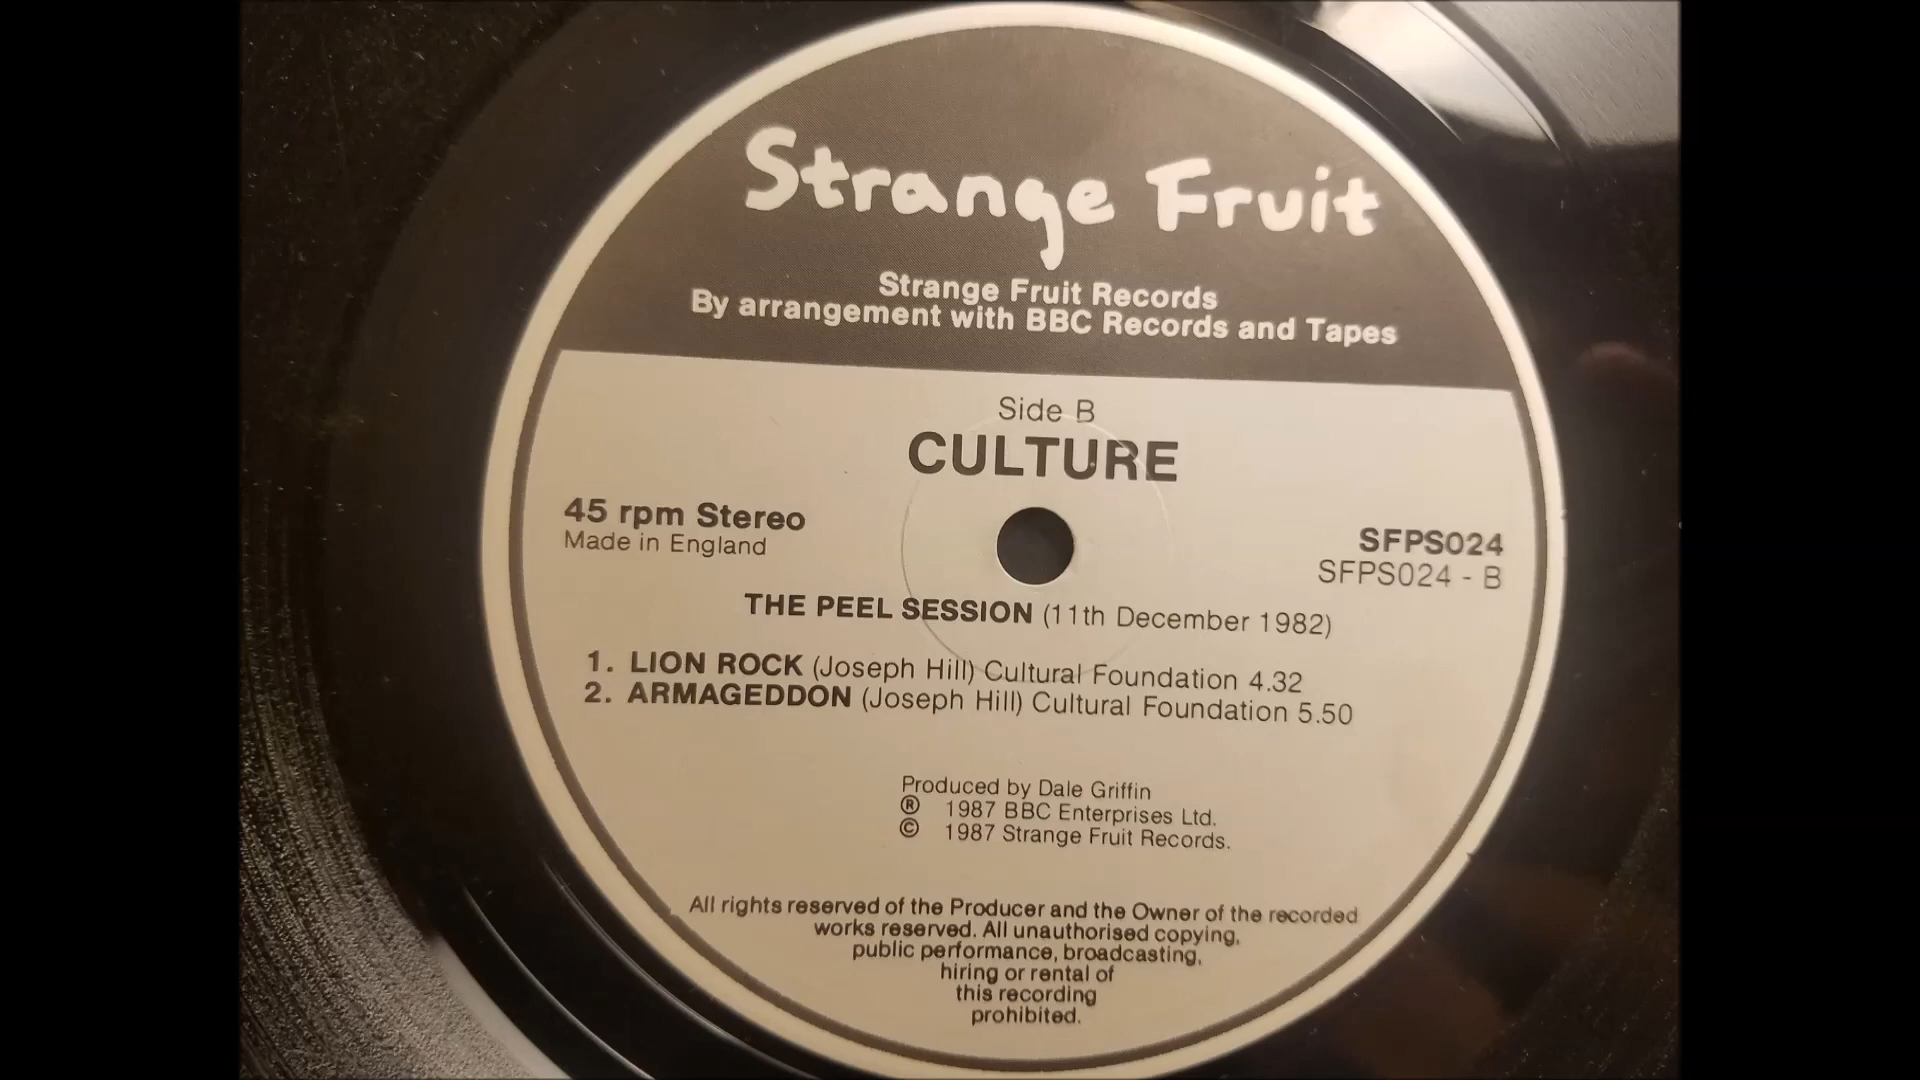 Strange Fruit
Strange Fruit Records
By arrangement with BBC Records and Tapes
Side B
CULTURE
45 rpm Stereo
Made in England
SFPS024
SFPS024 - B
THE PEEL SESSION (11th December 1982)
1. LION ROCK (Joseph Hill) Cultural Foundation 4.32
2. ARMAGEDDON (Joseph Hill) Cultural Foundation 5.50
Produced by Dale Griffin
® 1987 BBC Enterprises Ltd.
© 1987 Strange Fruit Records.
All rights reserved of the Producer and the Owner of the recorded
works reserved. All unauthorised copying,
public performance, broadcasting,
hiring or rental of
this recording
prohibited.